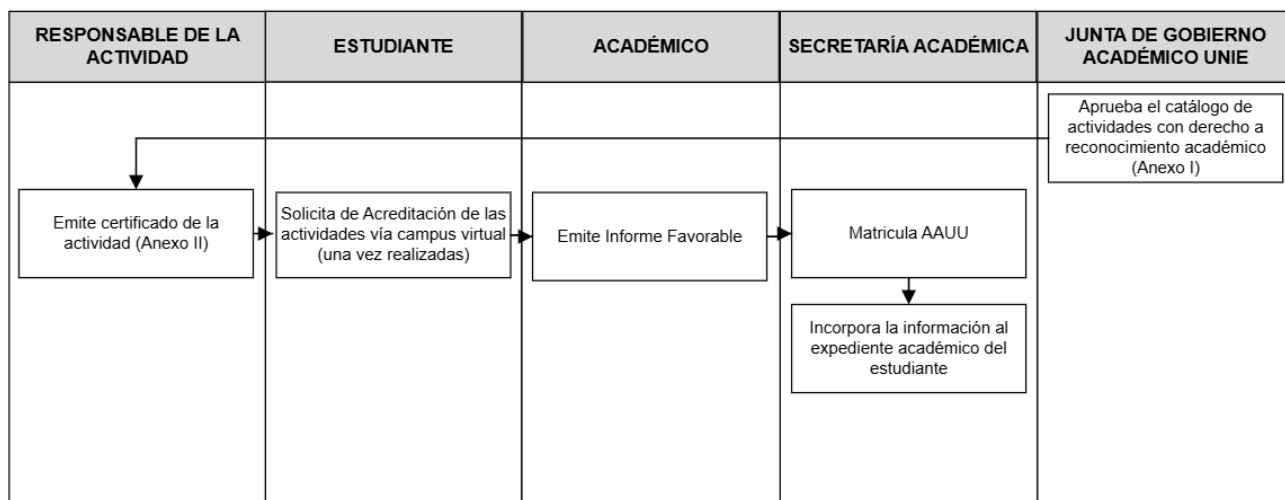 RESPONSABLE DE LA
ACTIVIDAD
ESTUDIANTE
ACADÉMICO
SECRETARÍA ACADÉMICA
JUNTA DE GOBIERNO
ACADÉMICO UNIE
Aprueba el catálogo de
actividades con derecho a
reconocimiento académico
(Anexo I)
Emite certificado de la
actividad (Anexo II)
Solicita de Acreditación de las
actividades vía campus virtual
(una vez realizadas)
Emite Informe Favorable
Matricula AAUU
Incorpora la información al
expediente académico del
estudiante